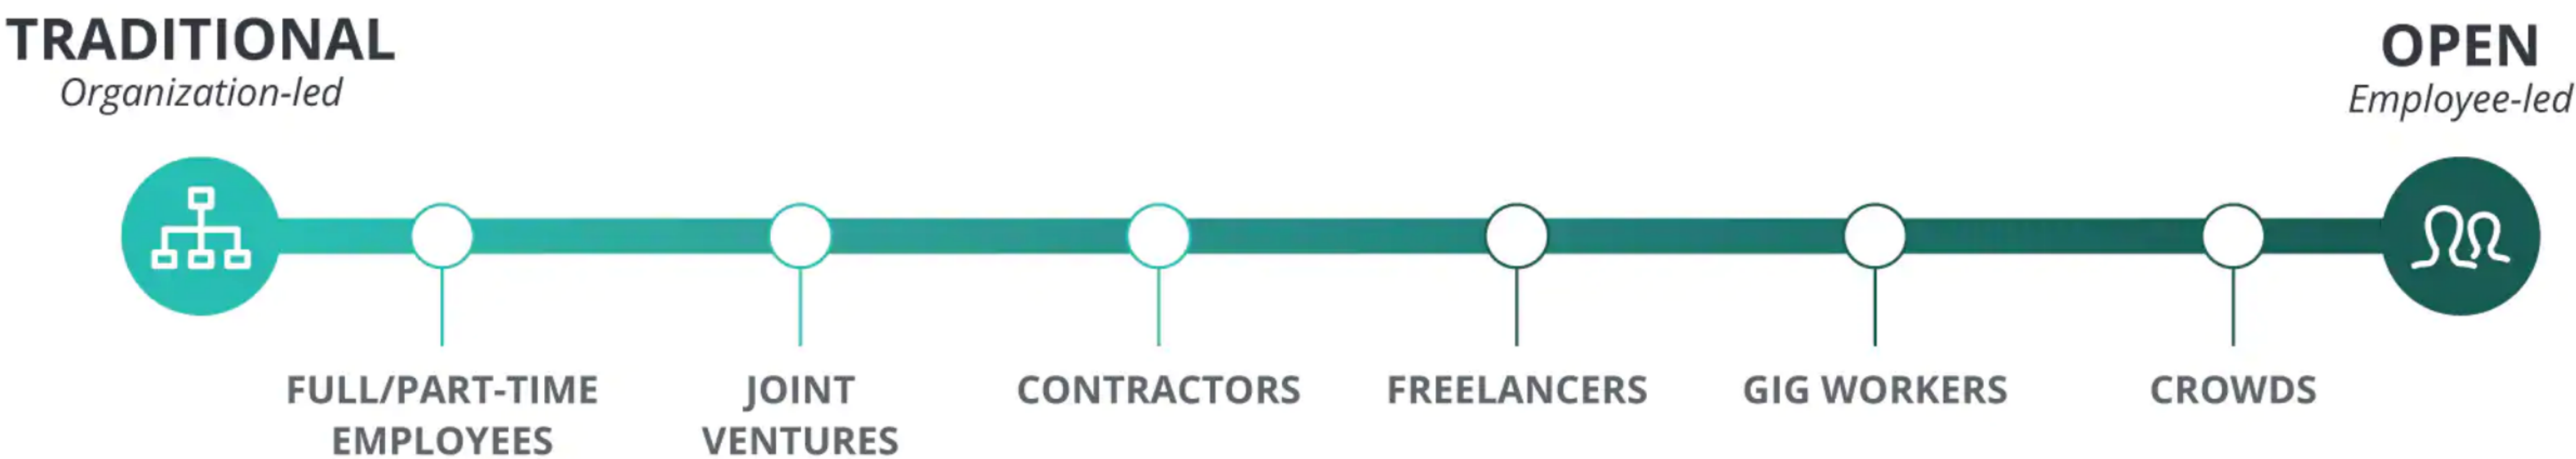 TRADITIONAL
Organization-led
OPEN
Employee-led
FULL/PART-TIME
EMPLOYEES
JOINT
VENTURES
CONTRACTORS
FREELANCERS
GIG WORKERS
CROWDS